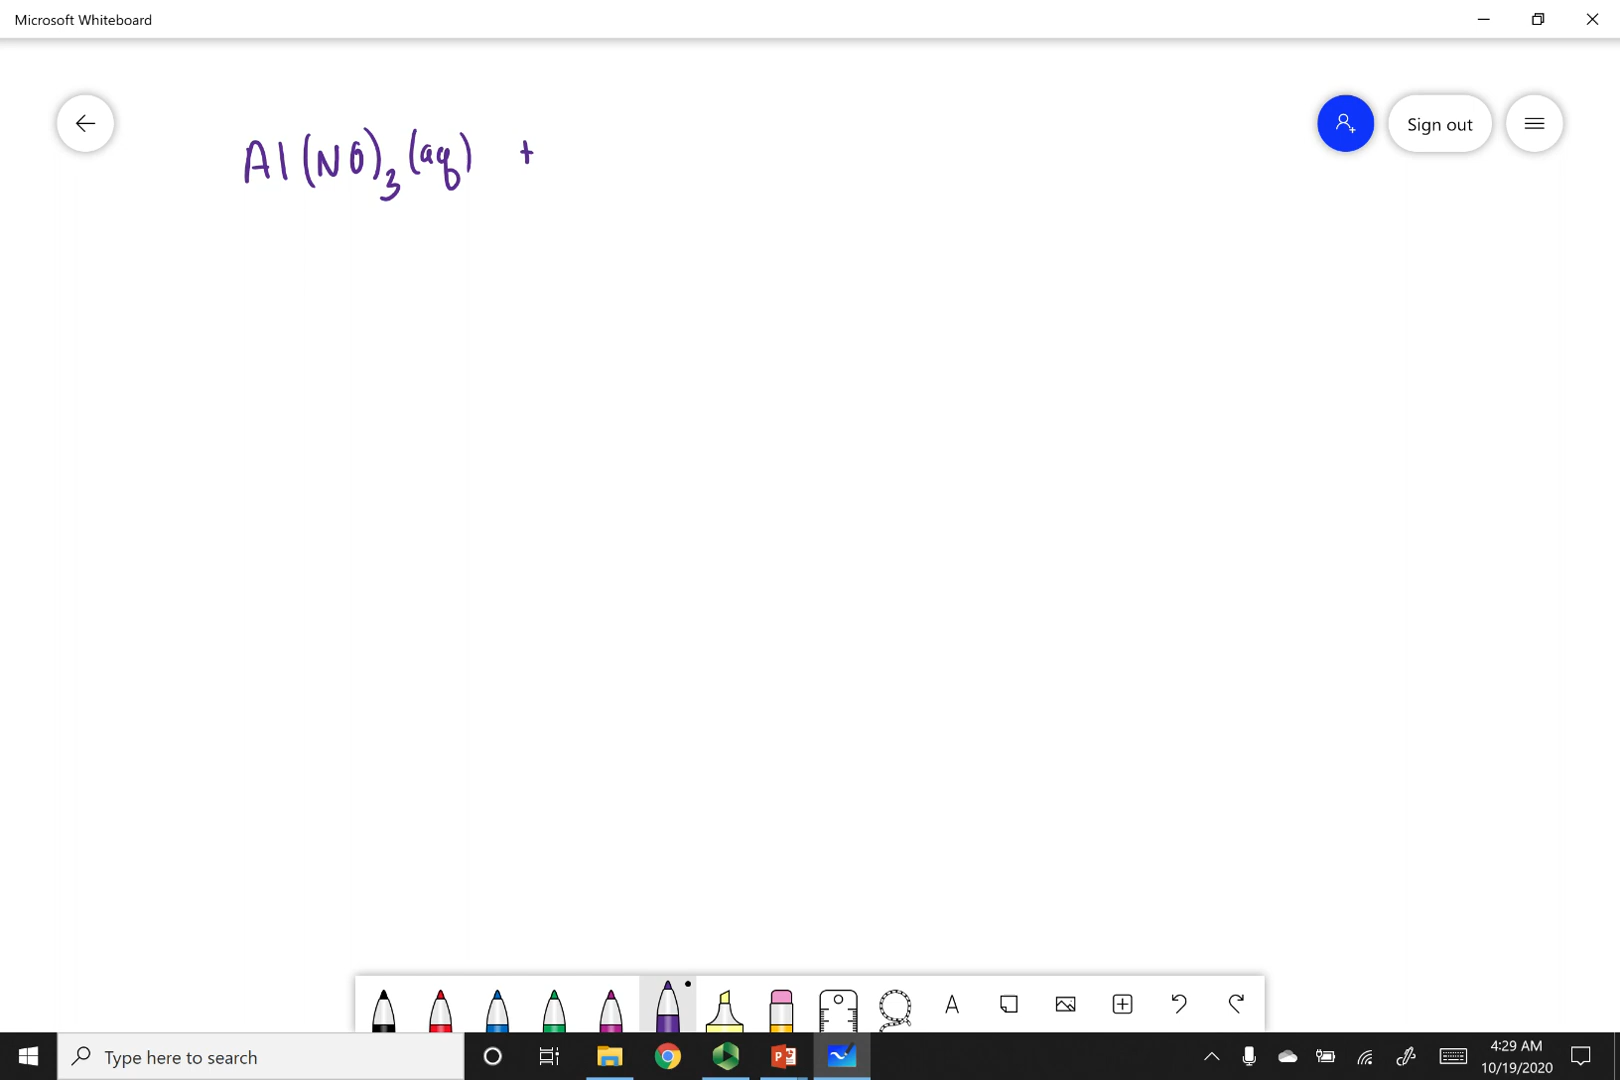 Microsoft Whiteboard
Sign out
Al(NO)₃(aq) +
A
Type here to search
4:29 AM
10/19/2020